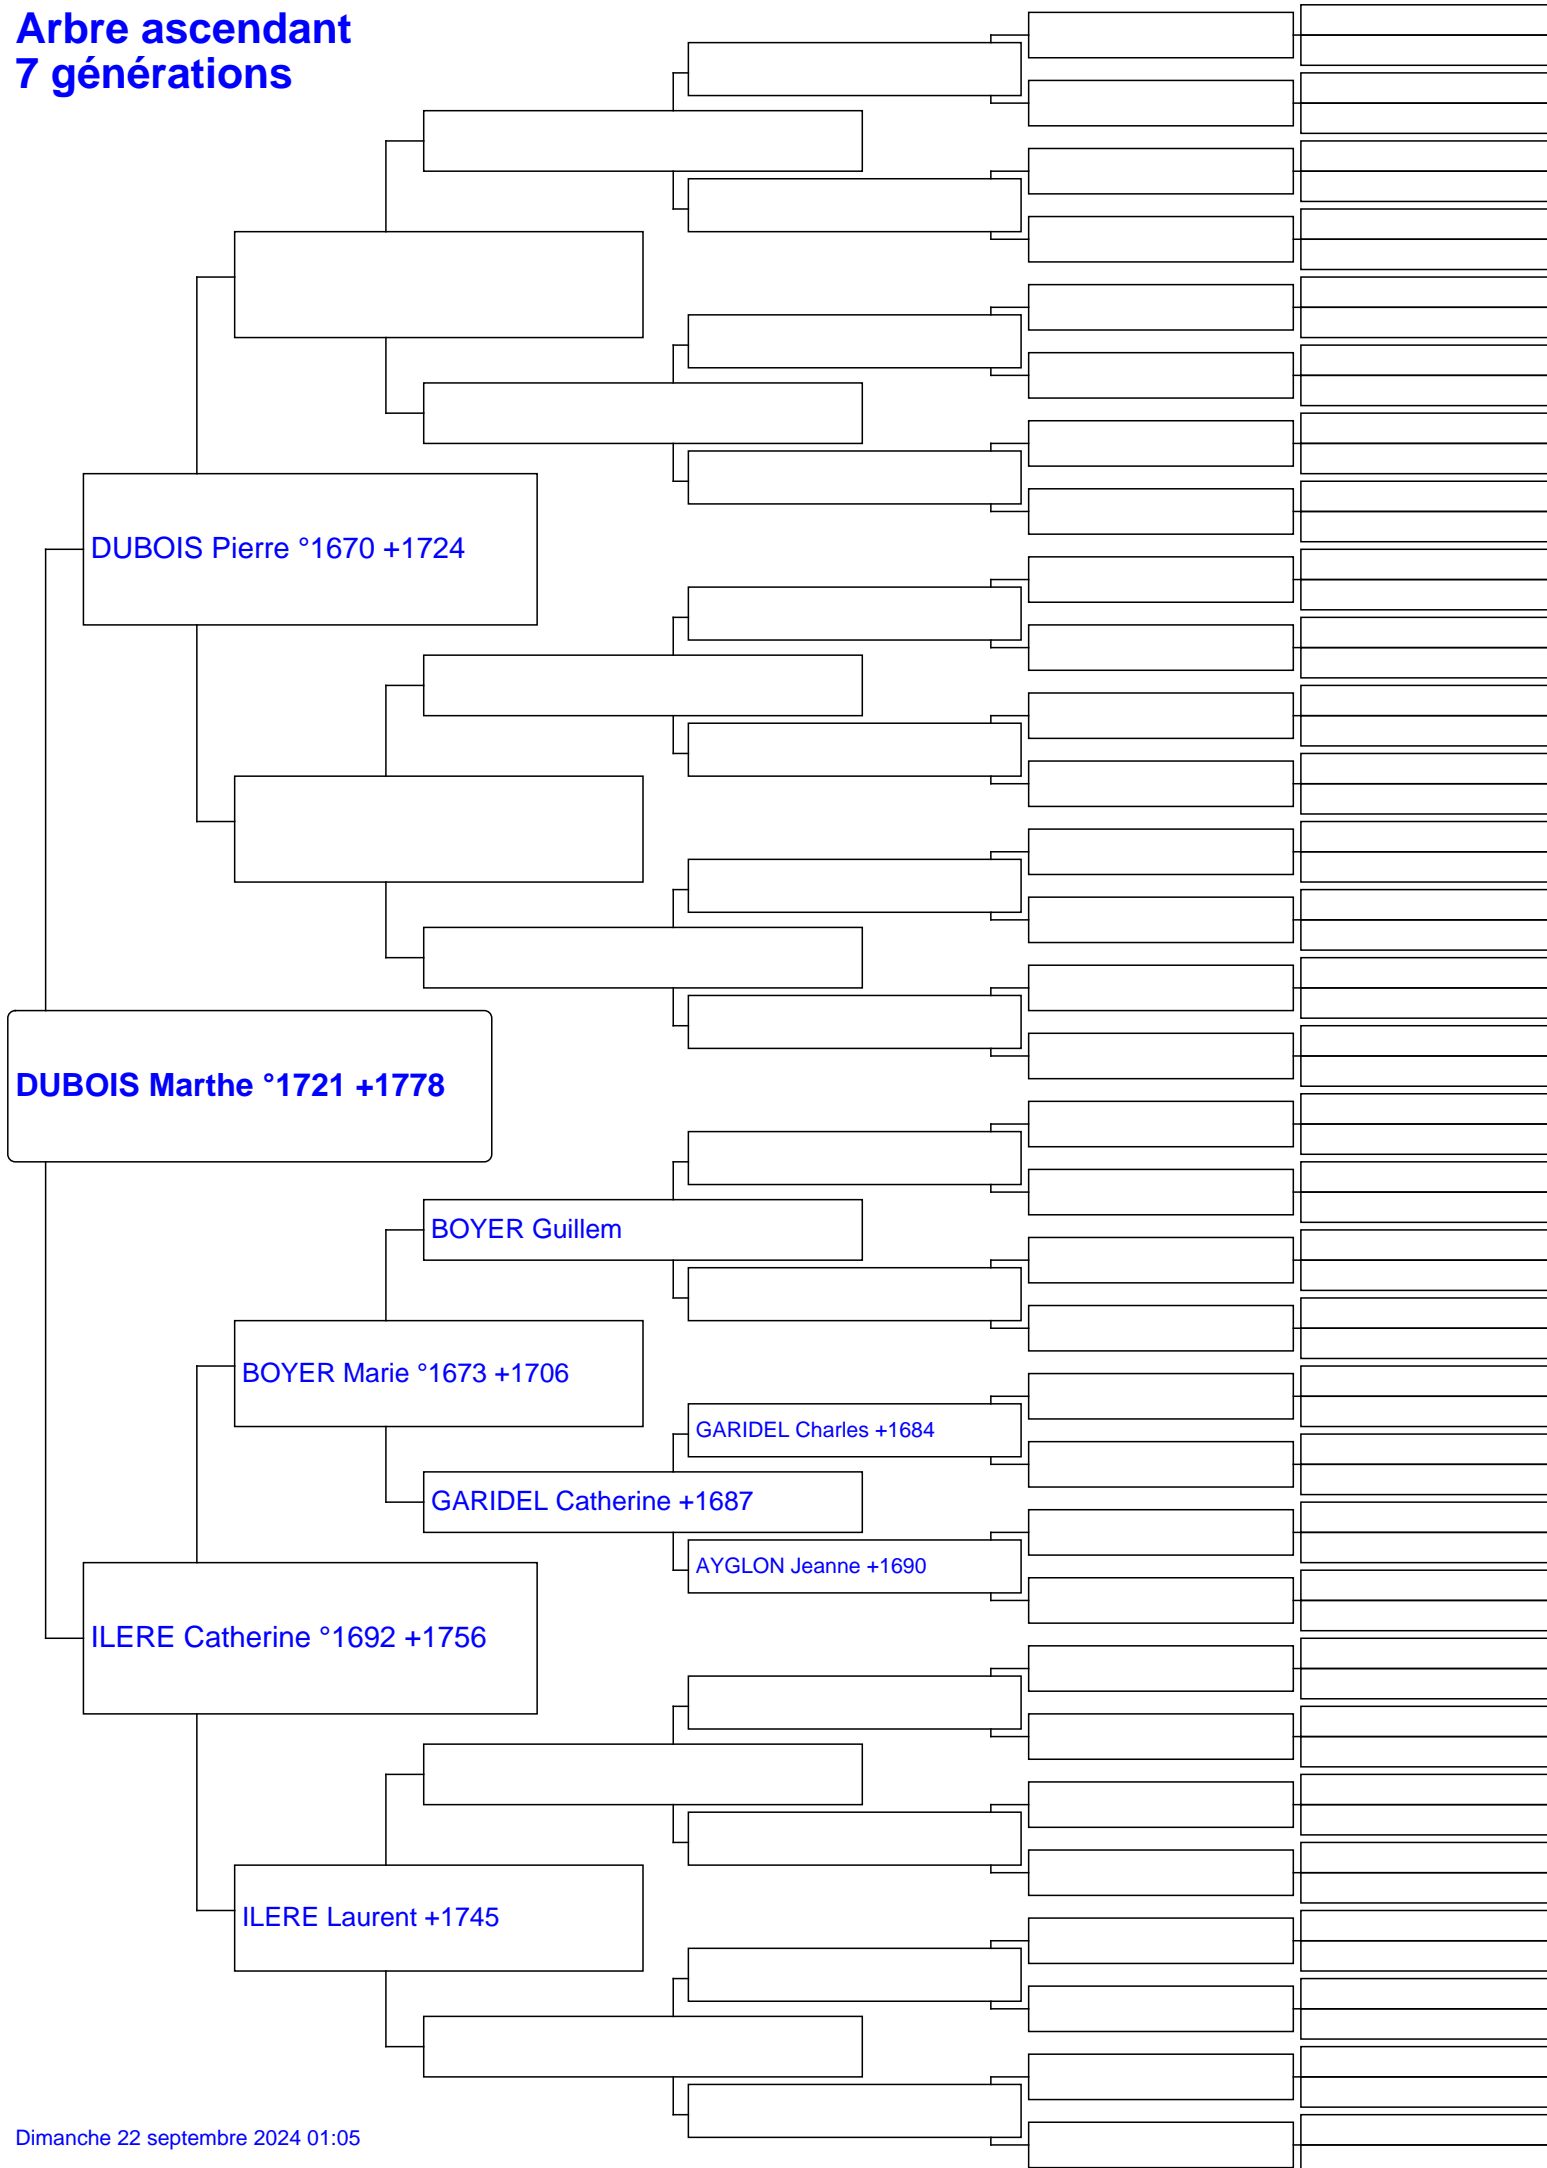 Arbre ascendant
7 générations
DUBOIS Pierre °1670 +1724
DUBOIS Marthe °1721 +1778
BOYER Guillem
BOYER Marie °1673 +1706
GARIDEL Charles +1684
GARIDEL Catherine +1687
AYGLON Jeanne +1690
ILERE Catherine °1692 +1756
ILERE Laurent +1745
Dimanche 22 septembre 2024 01:05